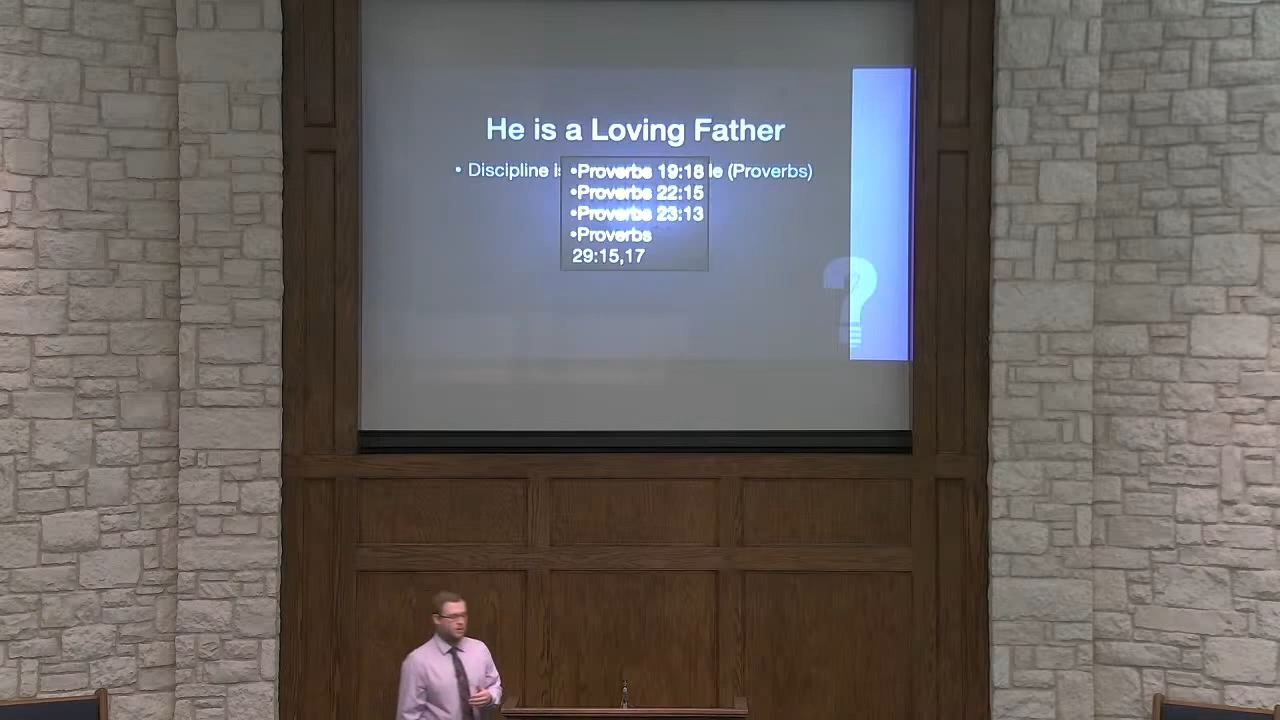 He is a Loving Father
• Discipline is le (Proverbs)
•Proverbs 19:18
•Proverbs 22:15
•Proverbs 23:13
•Proverbs
29:15,17